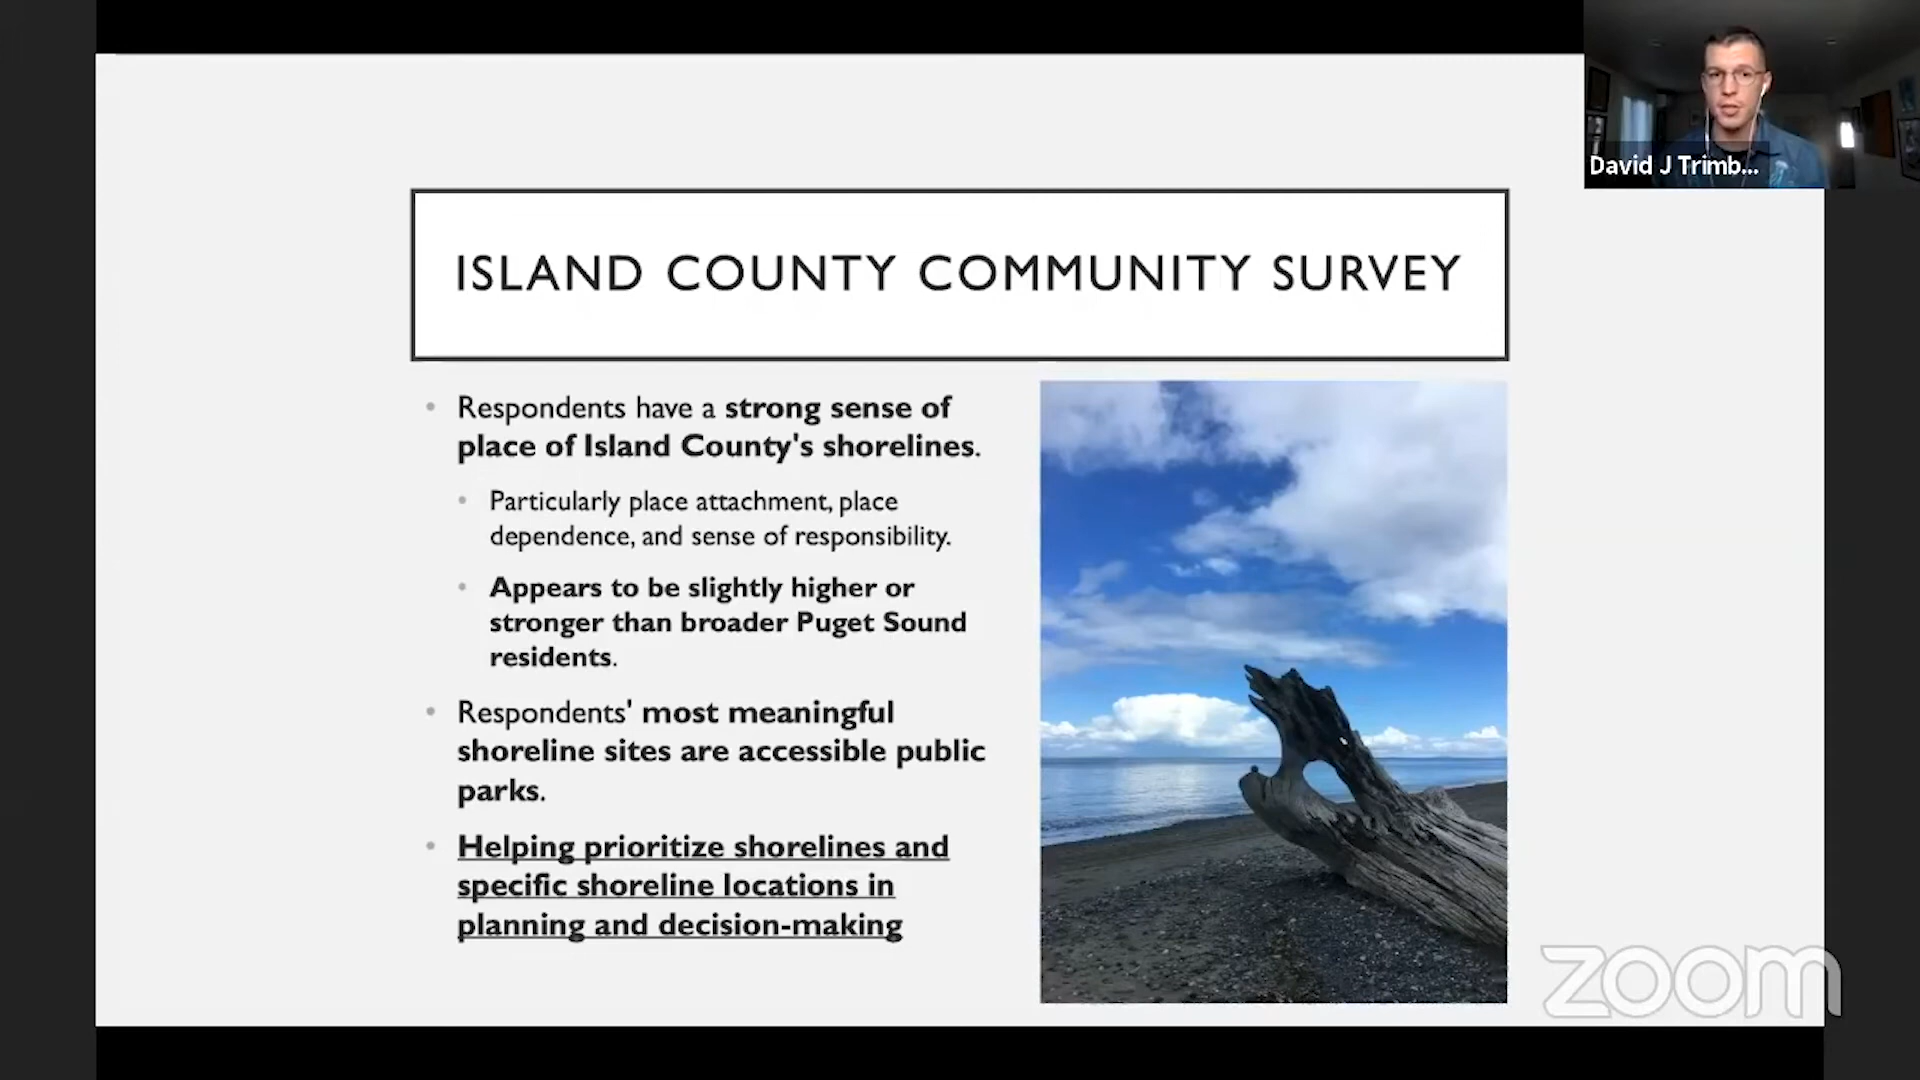 David J Trimb...
ISLAND COUNTY COMMUNITY SURVEY
• Respondents have a strong sense of
place of Island County's shorelines.
• Particularly place attachment, place
dependence, and sense of responsibility.
• Appears to be slightly higher or
stronger than broader Puget Sound
residents.
• Respondents' most meaningful
shoreline sites are accessible public
parks.
• Helping prioritize shorelines and
specific shoreline locations in
planning and decision-making
zoom